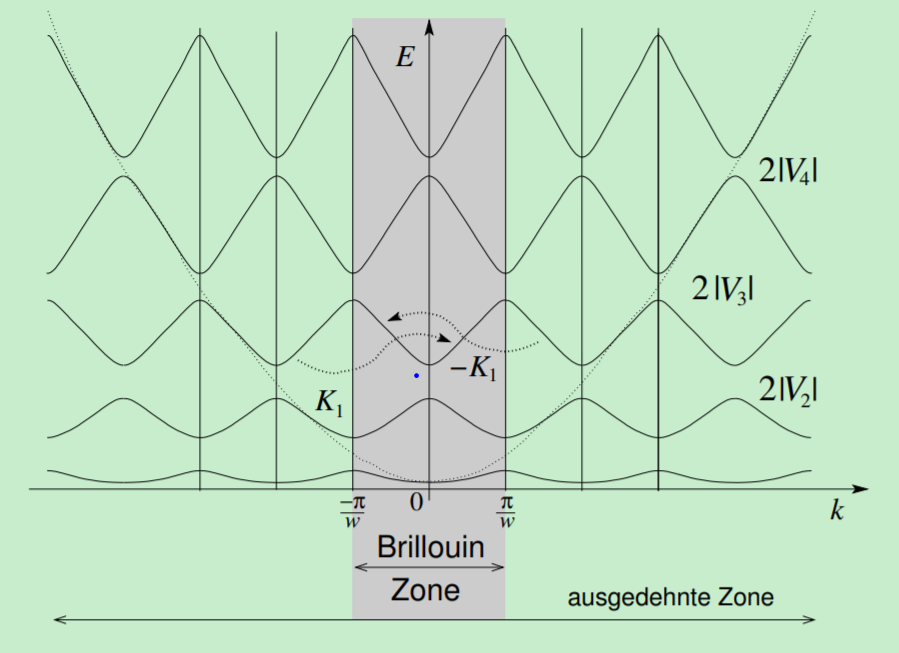 E
2|V₄|
2|V₃|
−K₁
2|V₂|
K₁
−π/w
0
π/w
k
Brillouin
Zone
ausgedehnte Zone